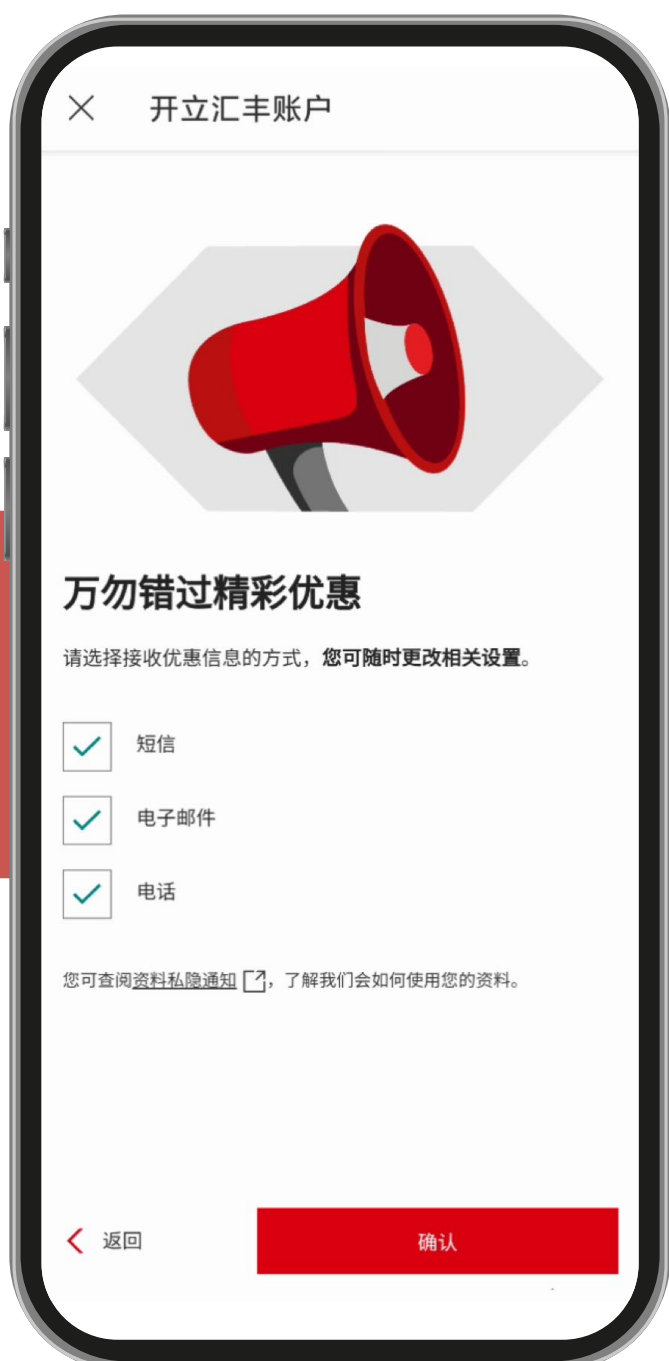 开立汇丰账户
万勿错过精彩优惠
请选择接收优惠信息的方式，您可随时更改相关设置。
短信
电子邮件
电话
您可查阅资料私隐通知，了解我们会如何使用您的资料。
返回
确认